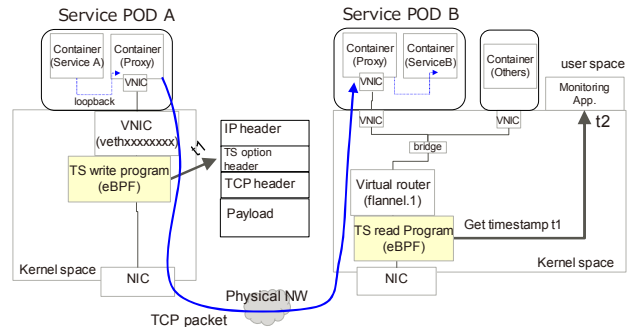 Service POD A
Service POD B
Container
(Service A)
Container
(Proxy)
VNIC
loopback
VNIC
(vethxxxxxxxx)
TS write program
(eBPF)
Kernel space
NIC
t1
IP header
TS option
header
TCP header
Payload
Physical NW
TCP packet
Container
(Proxy)
VNIC
Container
(ServiceB)
Container
(Others)
user space
Monitoring
App.
t2
VNIC
VNIC
bridge
Virtual router
(flannel.1)
TS read Program
(eBPF)
Get timestamp t1
Kernel space
NIC